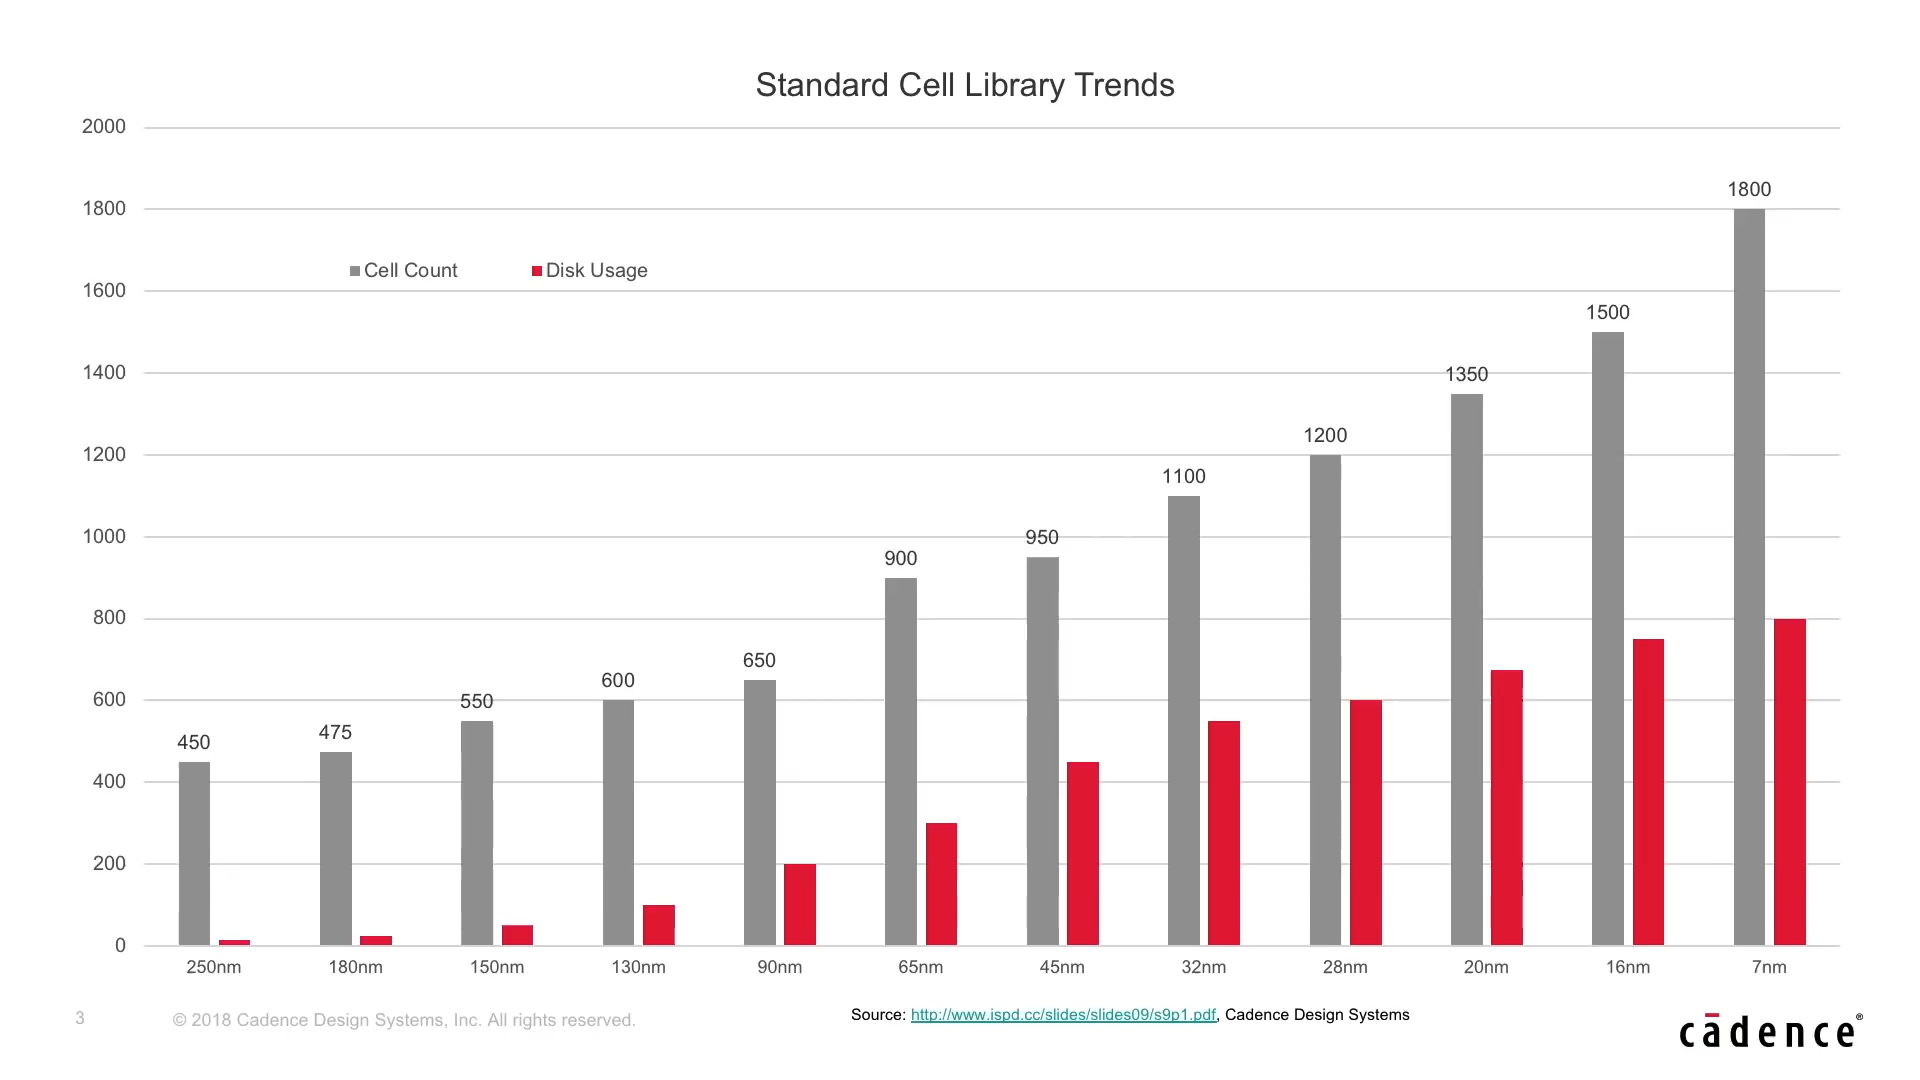 Standard Cell Library Trends
2000
1800
1600
1400
1200
1000
800
600
400
200
0
Cell Count
Disk Usage
450
475
550
600
650
900
950
1100
1200
1350
1500
1800
250nm
180nm
150nm
130nm
90nm
65nm
45nm
32nm
28nm
20nm
16nm
7nm
3
© 2018 Cadence Design Systems, Inc. All rights reserved.
Source: http://www.ispd.cc/slides/slides09/s9p1.pdf, Cadence Design Systems
cādence®